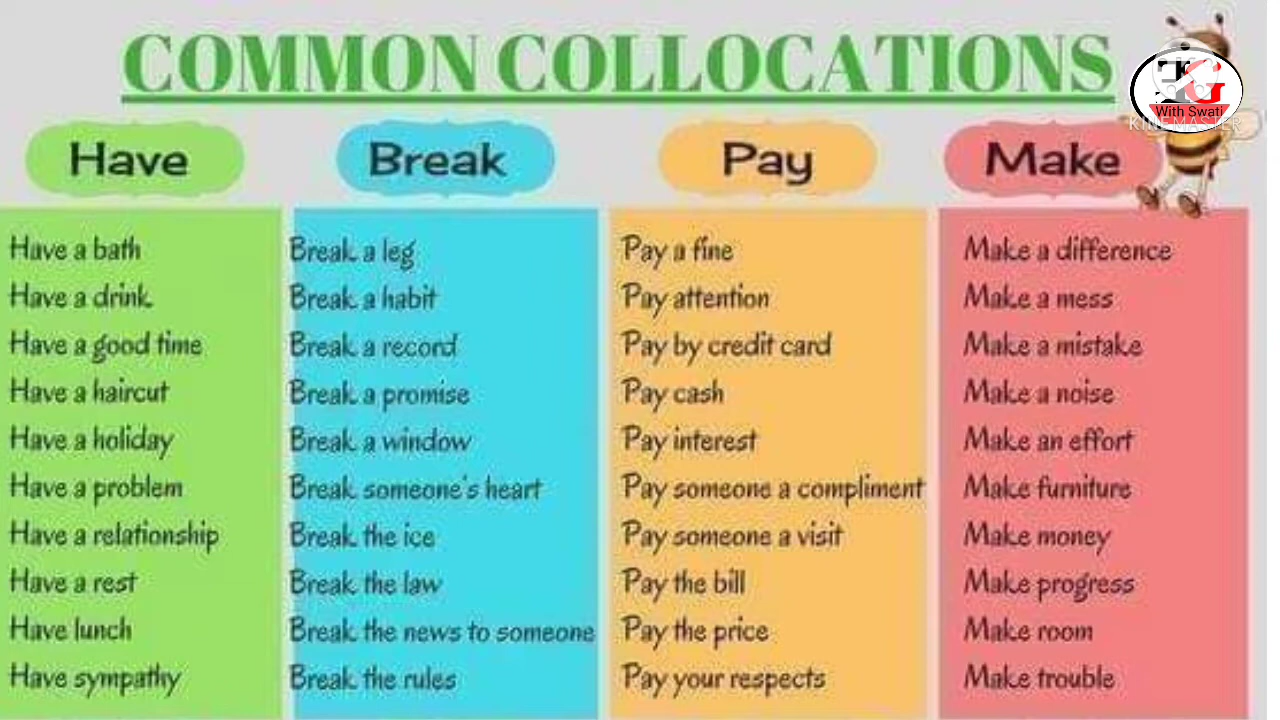 COMMON COLLOCATIONS
With Swati
KINEMASTER
Have
Have a bath
Have a drink
Have a good time
Have a haircut
Have a holiday
Have a problem
Have a relationship
Have a rest
Have lunch
Have sympathy
Break
Break a leg
Break a habit
Break a record
Break a promise
Break a window
Break someone's heart
Break the ice
Break the law
Break the news to someone
Break the rules
Pay
Pay a fine
Pay attention
Pay by credit card
Pay cash
Pay interest
Pay someone a compliment
Pay someone a visit
Pay the bill
Pay the price
Pay your respects
Make
Make a difference
Make a mess
Make a mistake
Make a noise
Make an effort
Make furniture
Make money
Make progress
Make room
Make trouble